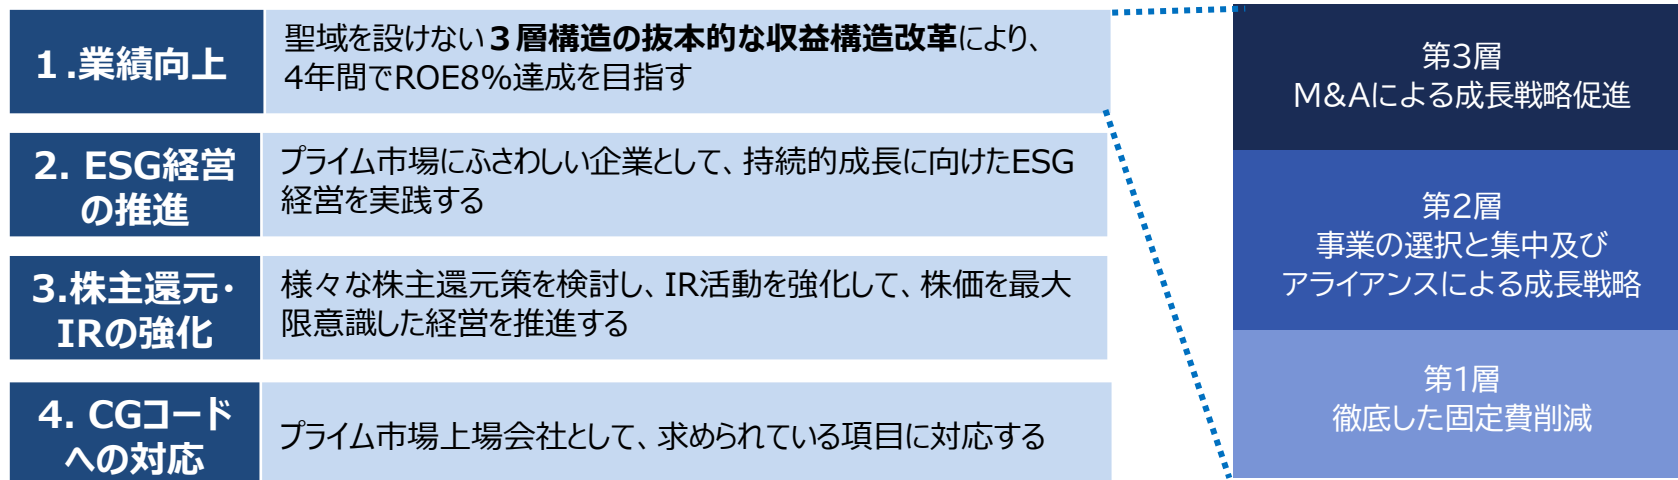 1.業績向上
聖域を設けない3層構造の抜本的な収益構造改革により、
4年間でROE8%達成を目指す
2. ESG経営
の推進
プライム市場にふさわしい企業として、持続的成長に向けたESG
経営を実践する
3.株主還元・
IRの強化
様々な株主還元策を検討し、IR活動を強化して、株価を最大
限意識した経営を推進する
4. CGコード
への対応
プライム市場上場会社として、求められている項目に対応する
第3層
M&Aによる成長戦略促進
第2層
事業の選択と集中及び
アライアンスによる成長戦略
第1層
徹底した固定費削減